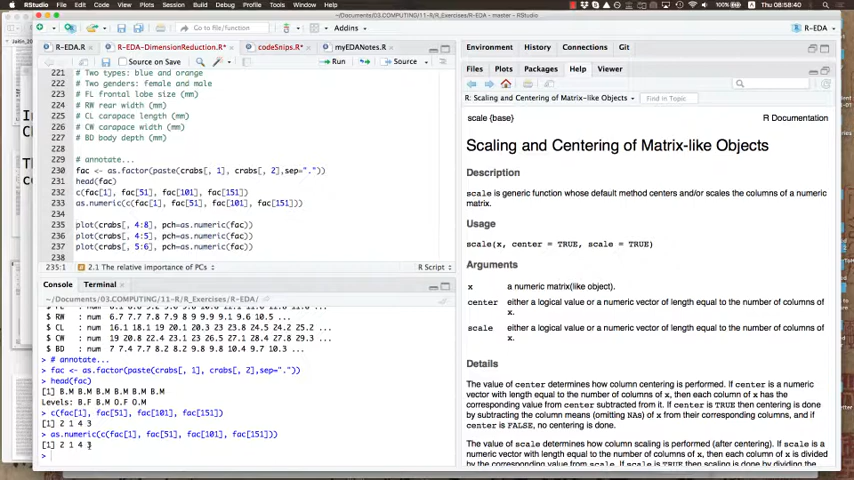 RStudio File Edit Code View Plots Session Build Debug Profile Tools Window Help
100% Thu 08:58:40
~/Documents/03.COMPUTING/11-R/R_Exercises/R-EDA - master - RStudio
Go to file/function Addins R-EDA
R-EDA.R R-EDA-DimensionReduction.R* codeSnips.R* myEDANotes.R
Source on Save Run Source
221 # Two types: blue and orange
222 # Two genders: female and male
223 # FL frontal lobe size (mm)
224 # RW rear width (mm)
225 # CL carapace length (mm)
226 # CW carapace width (mm)
227 # BD body depth (mm)
228
229 # annotate...
230 fac <- as.factor(paste(crabs[, 1], crabs[, 2],sep="."))
231 head(fac)
232 c(fac[1], fac[51], fac[101], fac[151])
233 as.numeric(c(fac[1], fac[51], fac[101], fac[151]))
234
235 plot(crabs[, 4:8], pch=as.numeric(fac))
236 plot(crabs[, 4:5], pch=as.numeric(fac))
237 plot(crabs[, 5:6], pch=as.numeric(fac))
238
235:1 2.1 The relative importance of PCs R Script
Console Terminal
~/Documents/03.COMPUTING/11-R/R_Exercises/R-EDA/
$ RW : num 6.7 7.7 7.8 7.9 8 9 9.9 9.1 9.6 10.5 ...
$ CL : num 16.1 18.1 19 20.1 20.3 23 23.8 24.5 24.2 25.2 ...
$ CW : num 19 20.8 22.4 23.1 23 26.5 27.1 28.4 27.8 29.3 ...
$ BD : num 7 7.4 7.7 8.2 8.2 9.8 9.8 10.4 9.7 10.3 ...
> # annotate...
> fac <- as.factor(paste(crabs[, 1], crabs[, 2],sep="."))
> head(fac)
[1] B.M B.M B.M B.M B.M B.M
Levels: B.F B.M O.F O.M
> c(fac[1], fac[51], fac[101], fac[151])
[1] 2 1 4 3
> as.numeric(c(fac[1], fac[51], fac[101], fac[151]))
[1] 2 1 4 3
>
Environment History Connections Git
Files Plots Packages Help Viewer
R: Scaling and Centering of Matrix-like Objects Find in Topic
scale {base} R Documentation
Scaling and Centering of Matrix-like Objects
Description
scale is generic function whose default method centers and/or scales the columns of a numeric
matrix.
Usage
scale(x, center = TRUE, scale = TRUE)
Arguments
x a numeric matrix(like object).
center either a logical value or a numeric vector of length equal to the number of columns of
x.
scale either a logical value or a numeric vector of length equal to the number of columns of
x.
Details
The value of center determines how column centering is performed. If center is a
numeric vector with length equal to the number of columns of x, then each column of x has the
corresponding value from center subtracted from it. If center is TRUE then centering is done
by subtracting the column means (omitting NAs) of x from their corresponding columns, and if
center is FALSE, no centering is done.
The value of scale determines how column scaling is performed (after centering). If scale is a
numeric vector with length equal to the number of columns of x, then each column of x is
divided by the corresponding value from scale. If scale is TRUE then scaling is done by dividing the